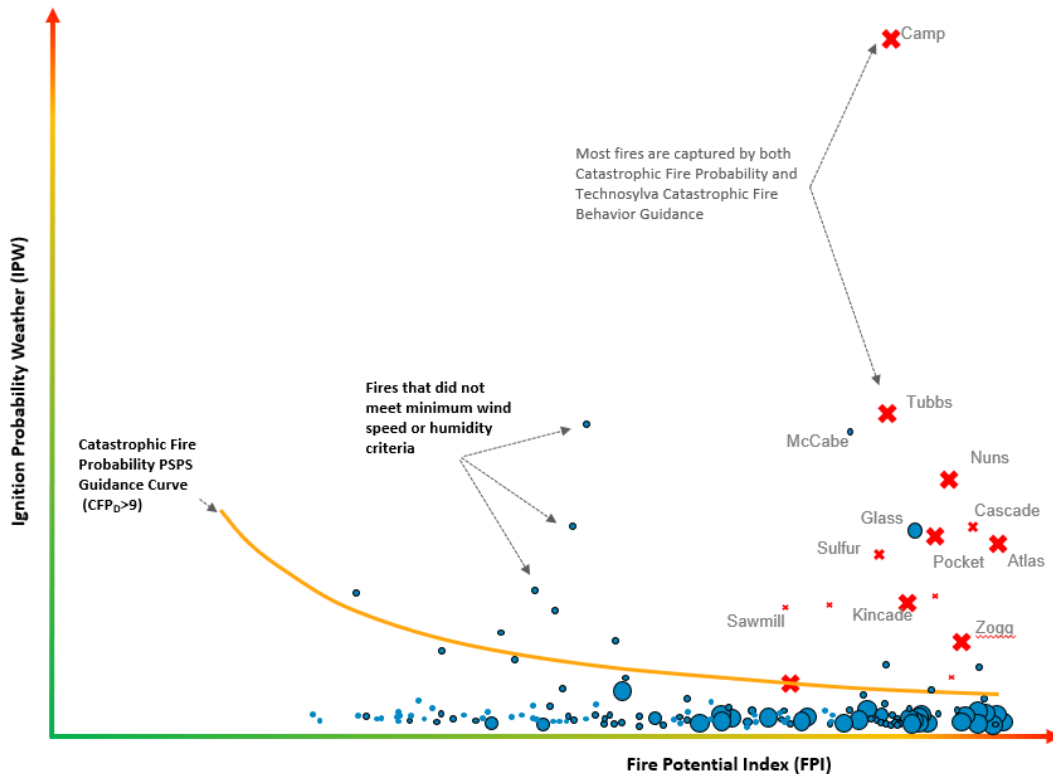 Camp
Most fires are captured by both
Catastrophic Fire Probability and
Technosylva Catastrophic Fire
Behavior Guidance
Ignition Probability Weather (IPW)
Fires that did not
meet minimum wind
speed or humidity
criteria
Tubbs
McCabe
Catastrophic Fire
Probability PSPS
Guidance Curve
(CFP_D>9)
Nuns
Glass
Cascade
Sulfur
Pocket
Atlas
Sawmill
Kincade
Zogg
Fire Potential Index (FPI)